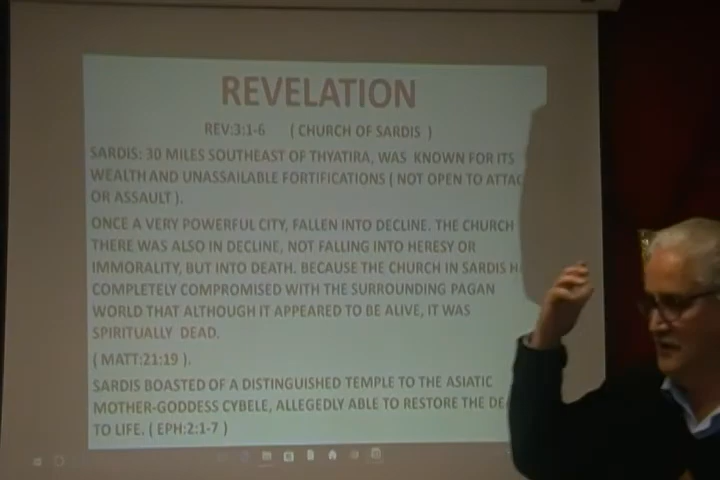 REVELATION
REV:3:1-6 ( CHURCH OF SARDIS )
SARDIS: 30 MILES SOUTHEAST OF THYATIRA, WAS KNOWN FOR ITS
WEALTH AND UNASSAILABLE FORTIFICATIONS ( NOT OPEN TO ATTAC
OR ASSAULT ).
ONCE A VERY POWERFUL CITY, FALLEN INTO DECLINE. THE CHURCH
THERE WAS ALSO IN DECLINE, NOT FALLING INTO HERESY OR
IMMORALITY, BUT INTO DEATH. BECAUSE THE CHURCH IN SARDIS H
COMPLETELY COMPROMISED WITH THE SURROUNDING PAGAN
WORLD THAT ALTHOUGH IT APPEARED TO BE ALIVE, IT WAS
SPIRITUALLY DEAD.
( MATT:21:19 ).
SARDIS BOASTED OF A DISTINGUISHED TEMPLE TO THE ASIATIC
MOTHER-GODDESS CYBELE, ALLEGEDLY ABLE TO RESTORE THE DE
TO LIFE. ( EPH:2:1-7 )